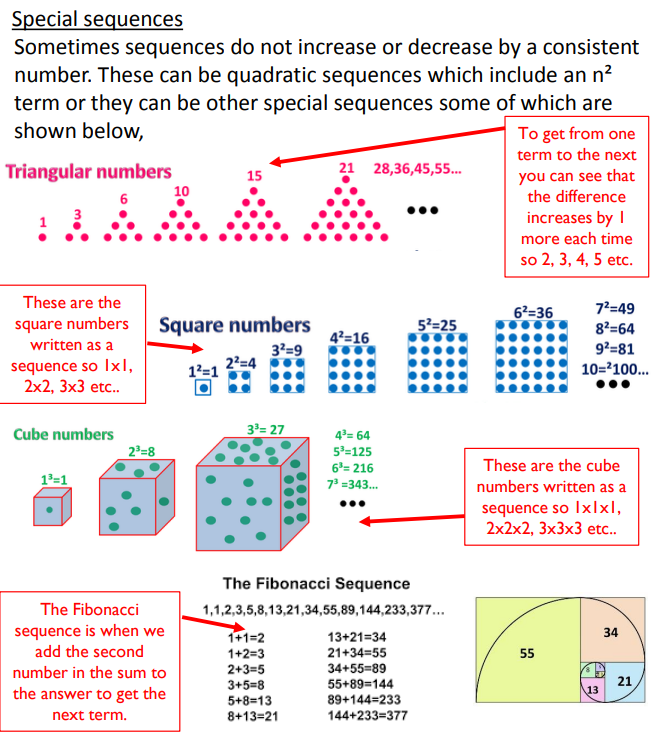 Special sequences
Sometimes sequences do not increase or decrease by a consistent
number. These can be quadratic sequences which include an n²
term or they can be other special sequences some of which are
shown below,
To get from one
term to the next
you can see that
the difference
increases by 1
more each time
so 2, 3, 4, 5 etc.
Triangular numbers
1
3
6
10
15
21
28,36,45,55...
These are the
square numbers
written as a
sequence so 1x1,
2x2, 3x3 etc..
Square numbers
1²=1
2²=4
3²=9
4²=16
5²=25
6²=36
7²=49
8²=64
9²=81
10=²100...
Cube numbers
1³=1
2³=8
3³= 27
4³= 64
5³=125
6³= 216
7³ =343...
These are the cube
numbers written as a
sequence so 1x1x1,
2x2x2, 3x3x3 etc..
The Fibonacci Sequence
1,1,2,3,5,8,13,21,34,55,89,144,233,377...
The Fibonacci
sequence is when we
add the second
number in the sum to
the answer to get the
next term.
1+1=2
1+2=3
2+3=5
3+5=8
5+8=13
8+13=21
13+21=34
21+34=55
34+55=89
55+89=144
89+144=233
144+233=377
55
34
8
13
21